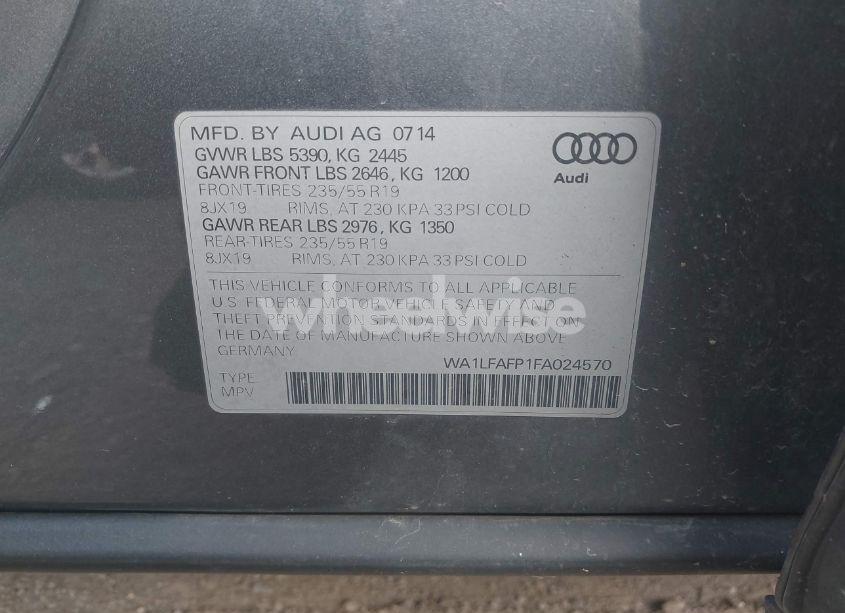 MFD. BY AUDI AG 07 14
GVWR LBS 5390, KG 2445
GAWR FRONT LBS 2646, KG 1200
FRONT-TIRES 235/55 R19
8JX19 RIMS, AT 230 KPA 33 PSI COLD
GAWR REAR LBS 2976, KG 1350
REAR-TIRES 235/55 R19
8JX19 RIMS, AT 230 KPA 33 PSI COLD
Audi
THIS VEHICLE CONFORMS TO ALL APPLICABLE
U.S. FEDERAL MOTOR VEHICLE SAFETY AND
THEFT PREVENTION STANDARDS IN EFFECT ON
THE DATE OF MANUFACTURE SHOWN ABOVE
GERMANY
wheelwise
WA1LFAFP1FA024570
TYPE
MPV